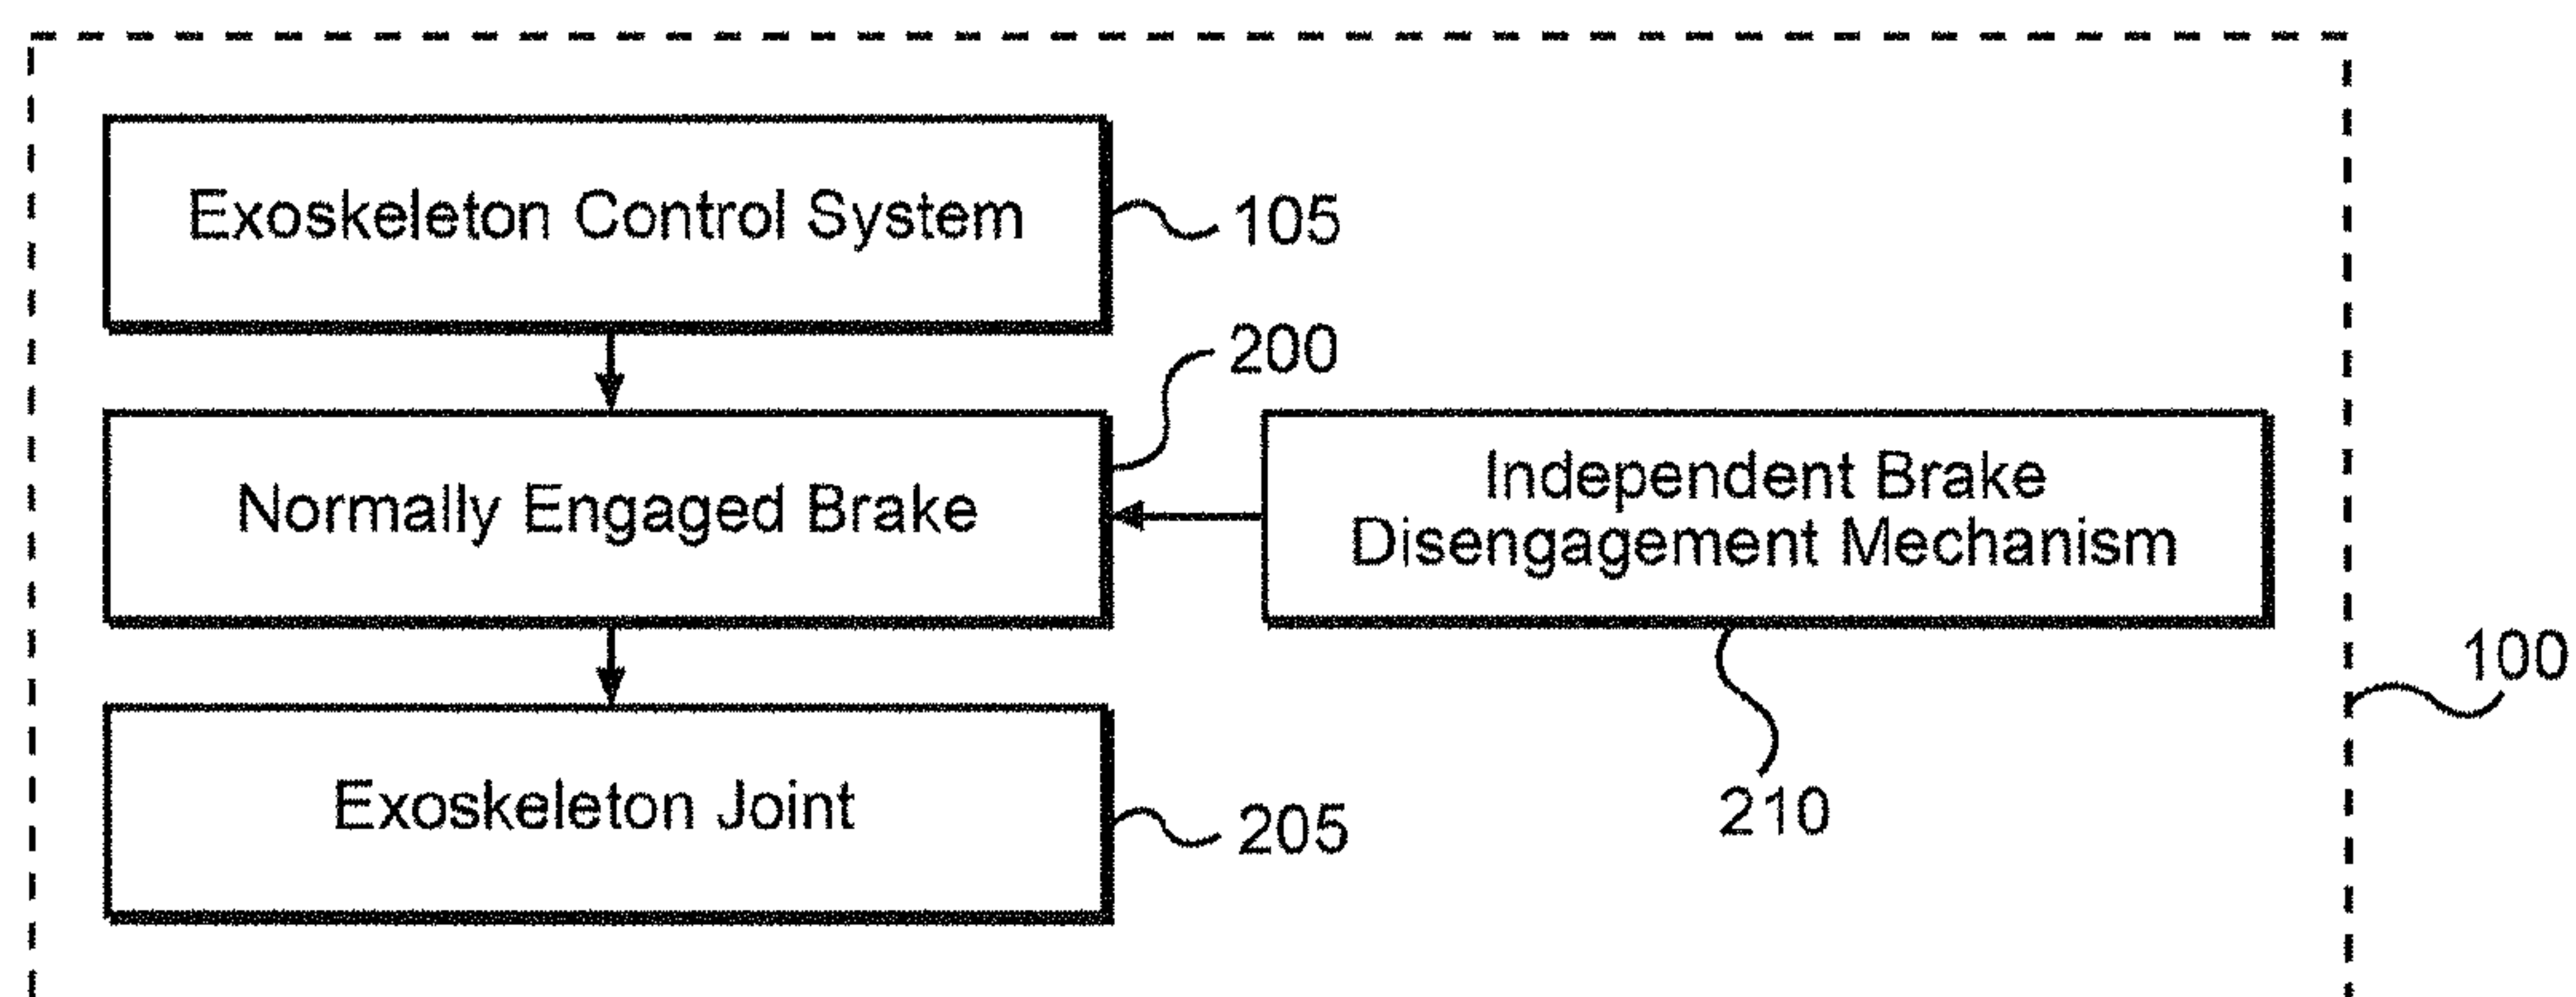 Exoskeleton Control System
105
200
Normally Engaged Brake
Independent Brake
Disengagement Mechanism
100
Exoskeleton Joint
205
210